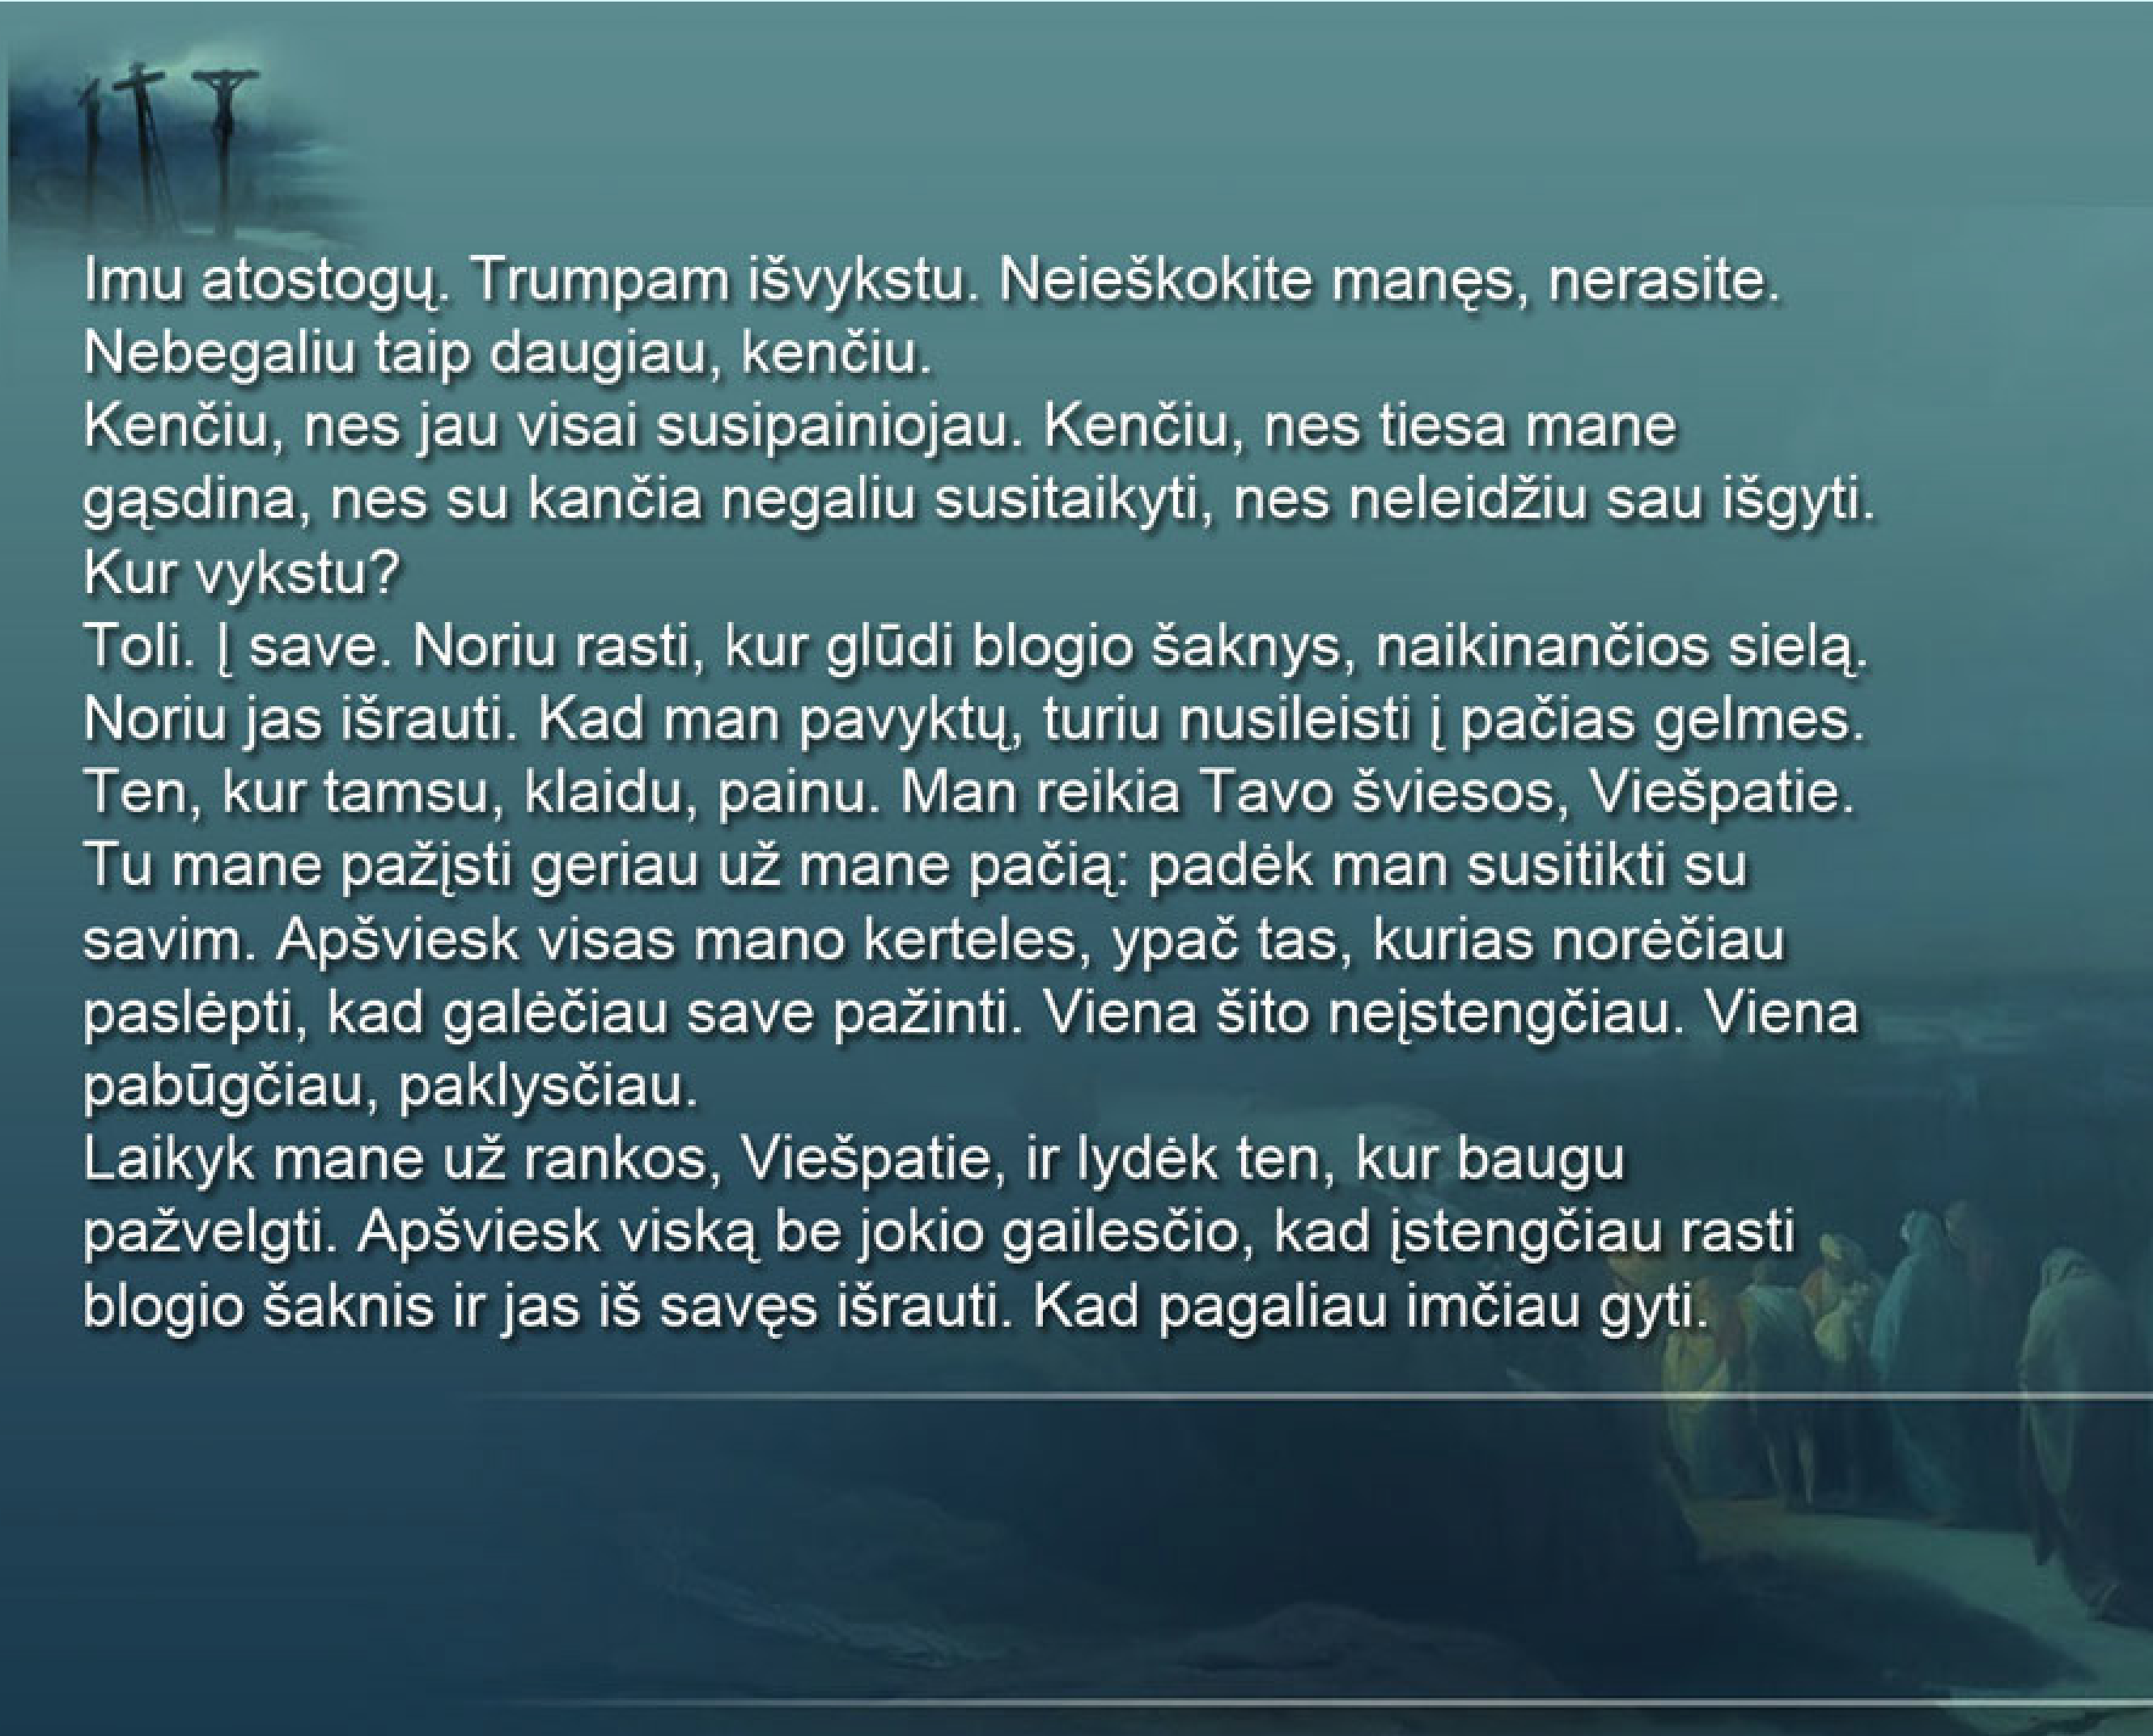 Imu atostogų. Trumpam išvykstu. Neieškokite manęs, nerasite.
Nebegaliu taip daugiau, kenčiu.
Kenčiu, nes jau visai susipainiojau. Kenčiu, nes tiesa mane
gąsdina, nes su kančia negaliu susitaikyti, nes neleidžiu sau išgyti.
Kur vykstu?
Toli. Į save. Noriu rasti, kur glūdi blogio šaknys, naikinančios sielą.
Noriu jas išrauti. Kad man pavyktų, turiu nusileisti į pačias gelmes.
Ten, kur tamsu, klaidu, painu. Man reikia Tavo šviesos, Viešpatie.
Tu mane pažįsti geriau už mane pačią: padėk man susitikti su
savim. Apšviesk visas mano kerteles, ypač tas, kurias norėčiau
paslėpti, kad galėčiau save pažinti. Viena šito neįstengčiau. Viena
pabūgčiau, paklysčiau.
Laikyk mane už rankos, Viešpatie, ir lydėk ten, kur baugu
pažvelgti. Apšviesk viską be jokio gailesčio, kad įstengčiau rasti
blogio šaknis ir jas iš savęs išrauti. Kad pagaliau imčiau gyti.